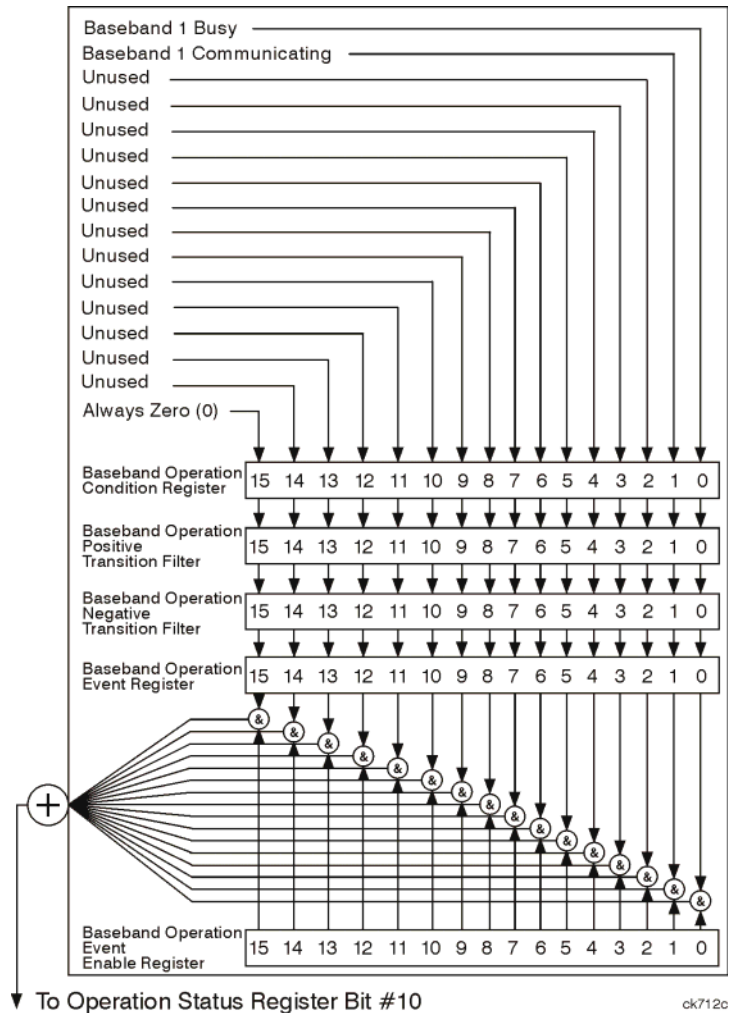 Baseband 1 Busy
Baseband 1 Communicating
Unused
Unused
Unused
Unused
Unused
Unused
Unused
Unused
Unused
Unused
Unused
Unused
Unused
Always Zero (0)
Baseband Operation
Condition Register
15 14 13 12 11 10 9 8 7 6 5 4 3 2 1 0
Baseband Operation
Positive
Transition Filter
15 14 13 12 11 10 9 8 7 6 5 4 3 2 1 0
Baseband Operation
Negative
Transition Filter
15 14 13 12 11 10 9 8 7 6 5 4 3 2 1 0
Baseband Operation
Event Register
15 14 13 12 11 10 9 8 7 6 5 4 3 2 1 0
& & & & & & & & & & & & & & & &
+
Baseband Operation
Event
Enable Register
15 14 13 12 11 10 9 8 7 6 5 4 3 2 1 0
To Operation Status Register Bit #10
ck712c